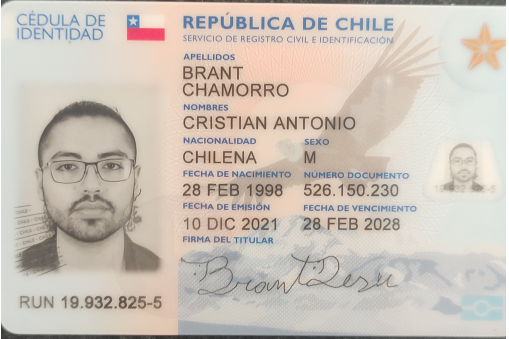 CÉDULA DE
IDENTIDAD
REPÚBLICA DE CHILE
SERVICIO DE REGISTRO CIVIL E IDENTIFICACIÓN
APELLIDOS
BRANT
CHAMORRO
NOMBRES
CRISTIAN ANTONIO
NACIONALIDAD SEXO
CHILENA M
FECHA DE NACIMIENTO NÚMERO DOCUMENTO
28 FEB 1998 526.150.230
FECHA DE EMISIÓN FECHA DE VENCIMIENTO
10 DIC 2021 28 FEB 2028
FIRMA DEL TITULAR
RUN 19.932.825-5